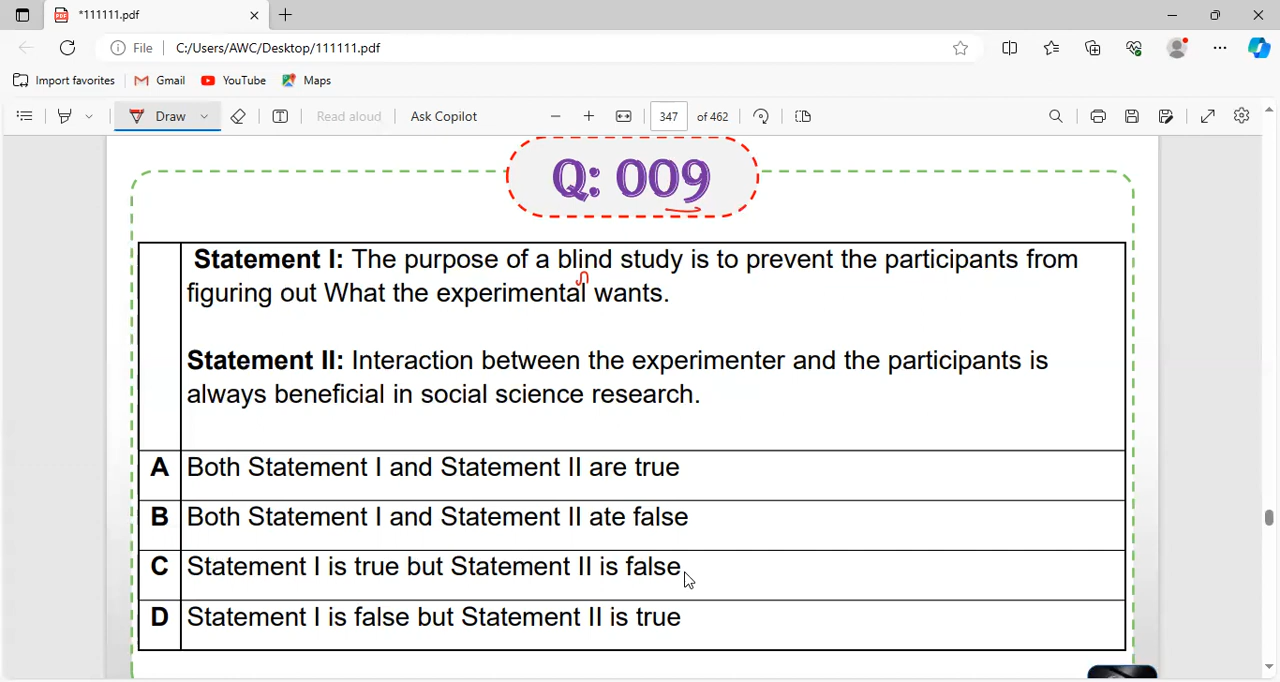 *111111.pdf
File C:/Users/AWC/Desktop/111111.pdf
Import favorites Gmail YouTube Maps
Draw Read aloud Ask Copilot 347 of 462
Q: 009
Statement I: The purpose of a blind study is to prevent the participants from
figuring out What the experimental wants.
Statement II: Interaction between the experimenter and the participants is
always beneficial in social science research.
A Both Statement I and Statement II are true
B Both Statement I and Statement II ate false
C Statement I is true but Statement II is false
D Statement I is false but Statement II is true